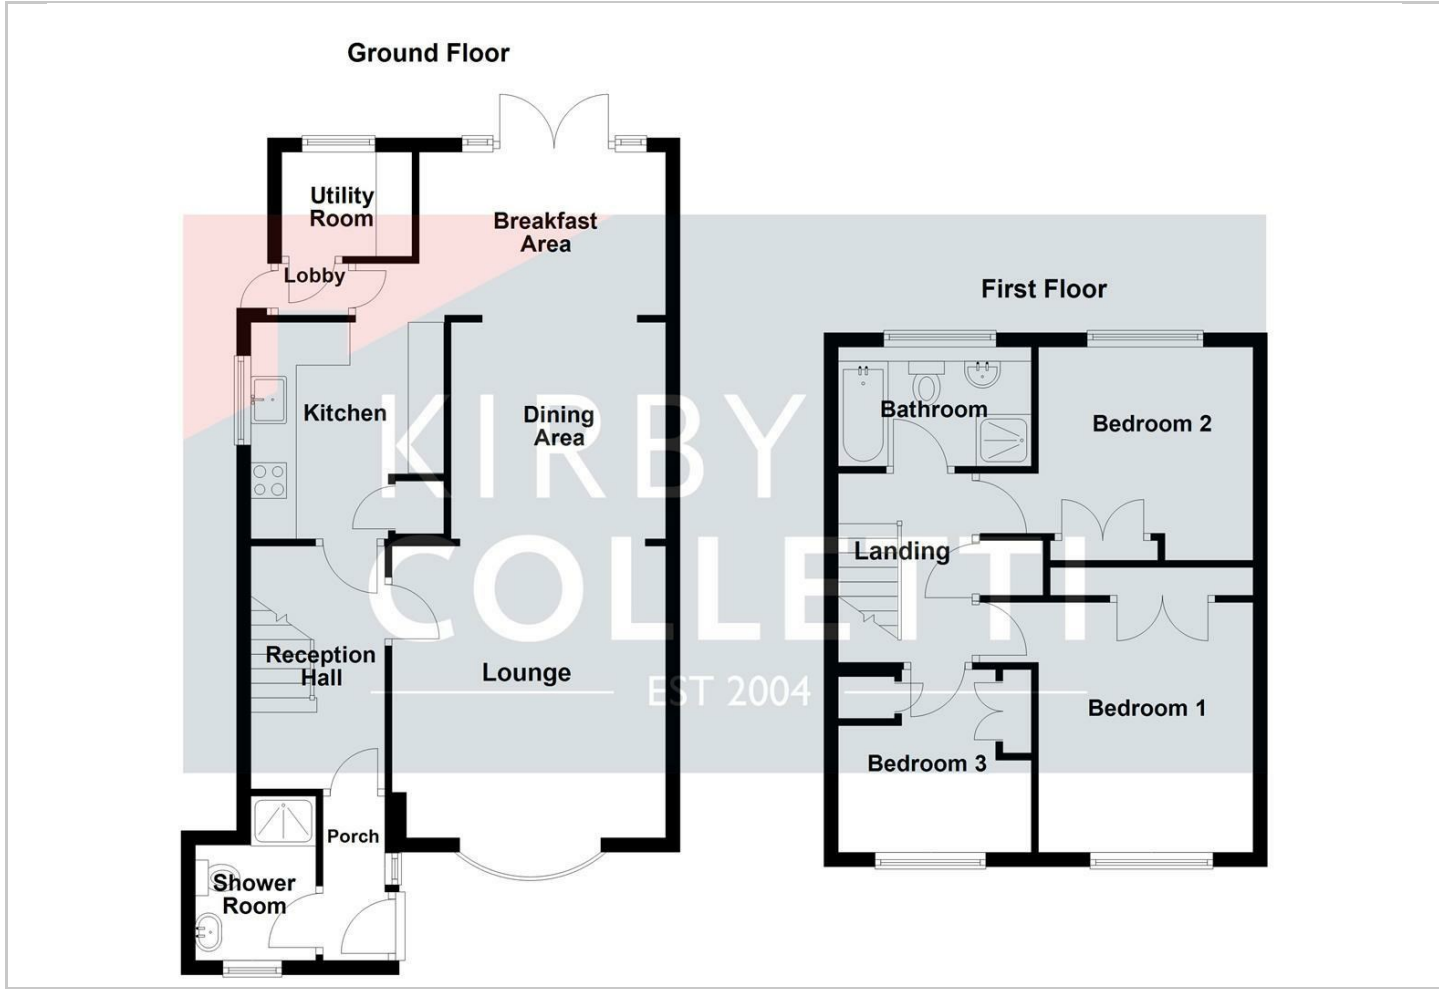 Ground Floor
Utility
Room
Breakfast
Area
Lobby
Kitchen
Dining
Area
Reception
Hall
Lounge
Porch
Shower
Room
First Floor
Bathroom
Bedroom 2
Landing
Bedroom 1
Bedroom 3
KIRBY
COLLETTI
EST 2004